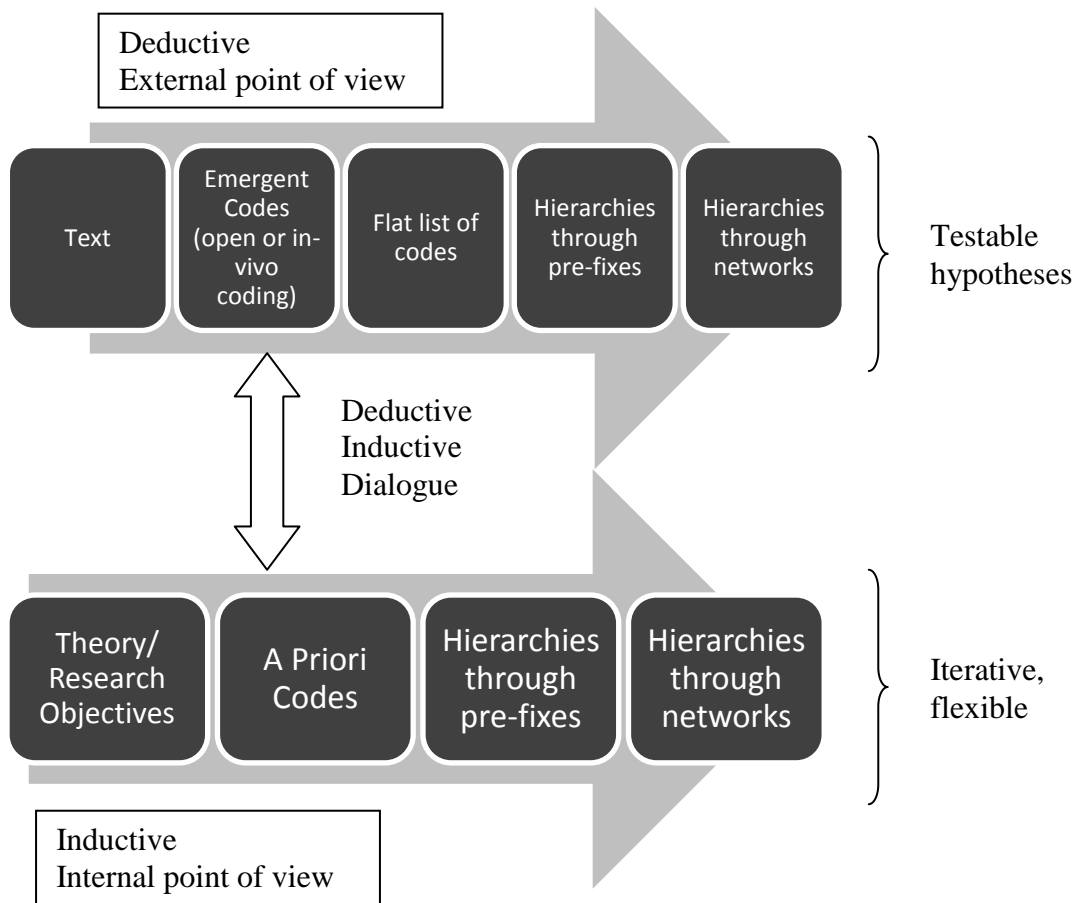 Deductive
External point of view
Text
Emergent
Codes
(open or in-
vivo
coding)
Flat list of
codes
Hierarchies
through
pre-fixes
Hierarchies
through
networks
Testable
hypotheses
Deductive
Inductive
Dialogue
Theory/
Research
Objectives
A Priori
Codes
Hierarchies
through
pre-fixes
Hierarchies
through
networks
Iterative,
flexible
Inductive
Internal point of view